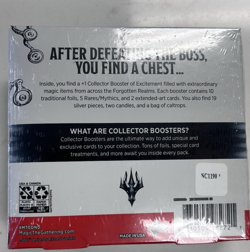 AFTER DEFEATING THE BOSS,
YOU FIND A CHEST...
Inside, you find a +1 Collector Booster of Excitement filled with extraordinary
magic items from across the Forgotten Realms. Each booster contains 10
traditional foils, 5 Rares/Mythics, and 2 extended-art cards. You also find 19
silver pieces, two candles, and a bag of caltrops.
WHAT ARE COLLECTOR BOOSTERS?
Collector Boosters are the ultimate way to add unique and
exclusive cards to your collection. Tons of foils, special card
treatments, and more await you inside every pack.
MagicTheGathering.com
MADE IN